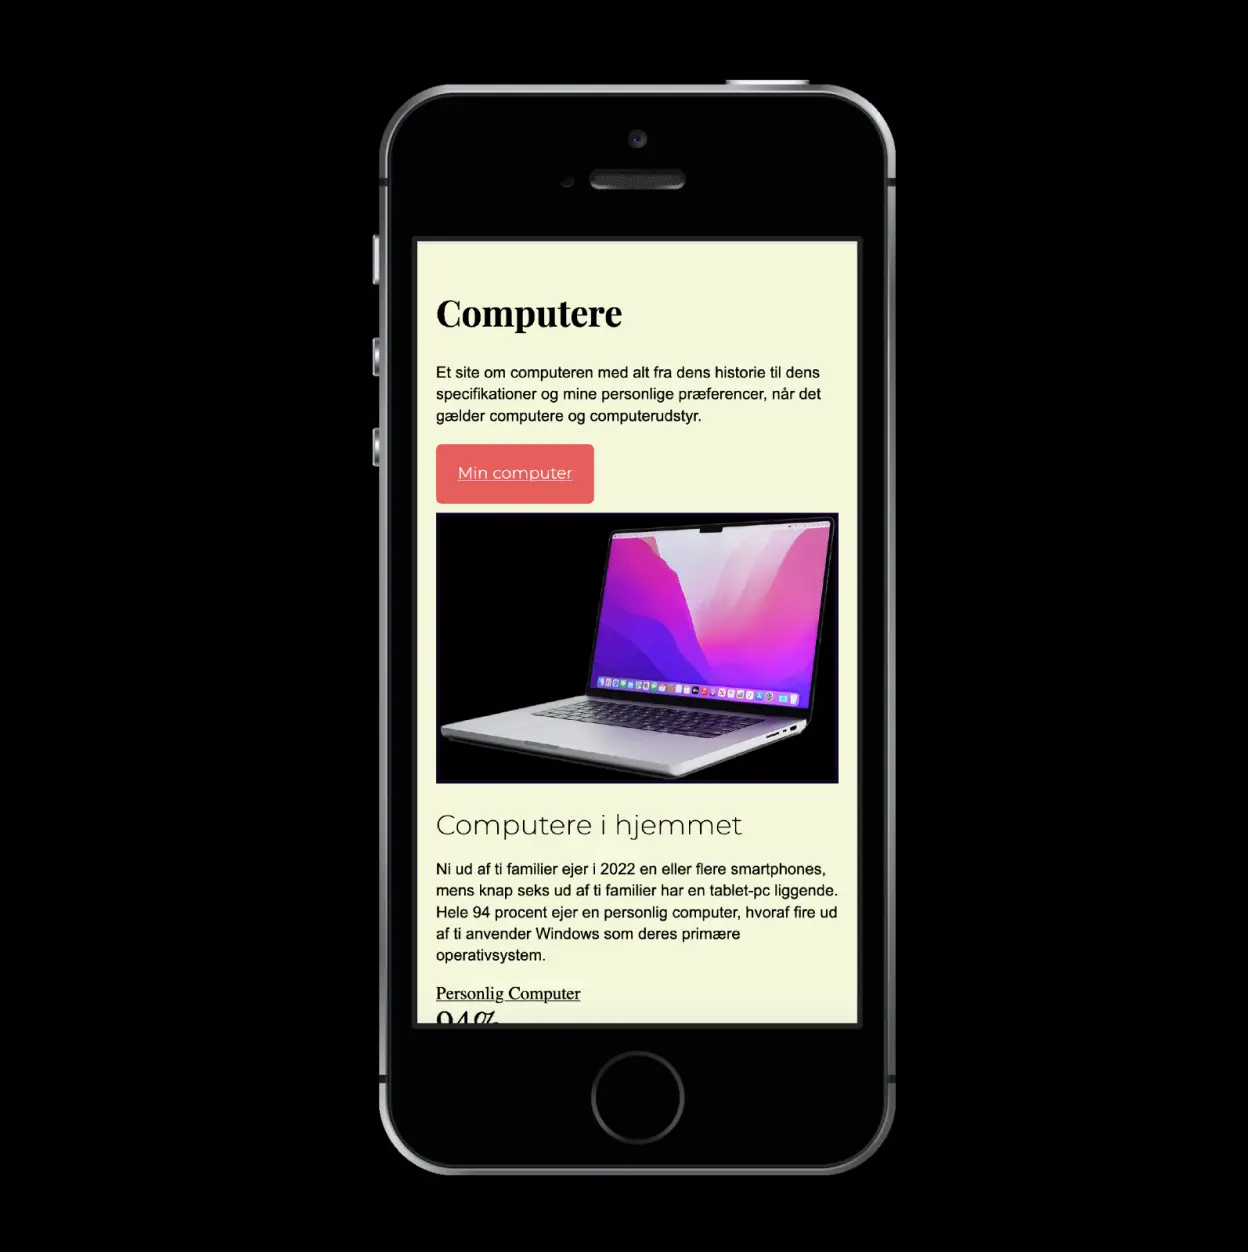 Computere
Et site om computeren med alt fra dens historie til dens
specifikationer og mine personlige præferencer, når det
gælder computere og computerudstyr.
Min computer
Computere i hjemmet
Ni ud af ti familier ejer i 2022 en eller flere smartphones,
mens knap seks ud af ti familier har en tablet-pc liggende.
Hele 94 procent ejer en personlig computer, hvoraf fire ud
af ti anvender Windows som deres primære
operativsystem.
Personlig Computer
94%